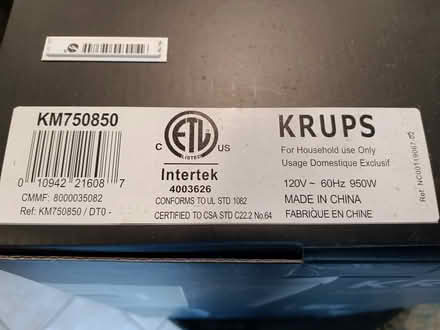 KM750850
0 10942 21608 7
CMMF: 8000035082
Ref: KM750850 / DT0 -
C ETL US
LISTED
Intertek
4003626
CONFORMS TO UL STD 1082
CERTIFIED TO CSA STD C22.2 No.64
KRUPS
For Household use Only
Usage Domestique Exclusif
120V ~ 60Hz 950W
MADE IN CHINA
FABRIQUÉ EN CHINE